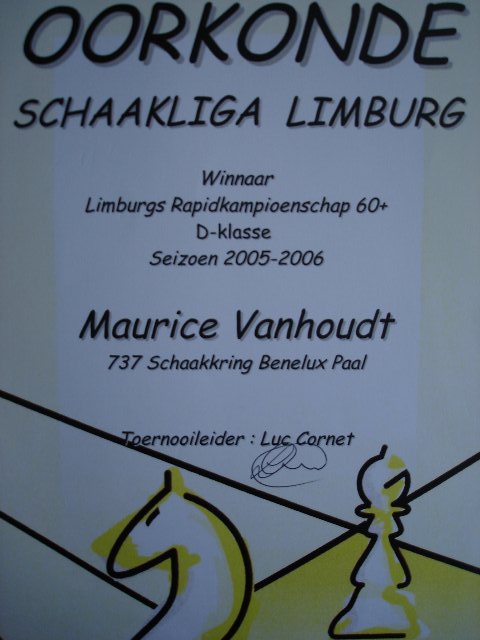 OORKONDE
SCHAAKLIGA LIMBURG
Winnaar
Limburgs Rapidkampioenschap 60+
D-klasse
Seizoen 2005-2006
Maurice Vanhoudt
737 Schaakkring Benelux Paal
Toernooileider : Luc Cornet